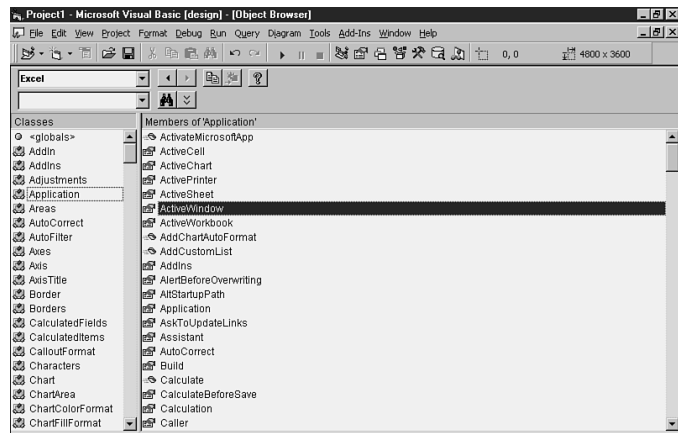 Project1 - Microsoft Visual Basic [design] - [Object Browser]
File Edit View Project Format Debug Run Query Diagram Tools Add-Ins Window Help
0, 0 4800 x 3600
Excel
Classes
Members of 'Application'
<globals>
AddIn
AddIns
Adjustments
Application
Areas
AutoCorrect
AutoFilter
Axes
Axis
AxisTitle
Border
Borders
CalculatedFields
CalculatedItems
CalloutFormat
Characters
Chart
ChartArea
ChartColorFormat
ChartFillFormat
ActivateMicrosoftApp
ActiveCell
ActiveChart
ActivePrinter
ActiveSheet
ActiveWindow
ActiveWorkbook
AddChartAutoFormat
AddCustomList
AddIns
AlertBeforeOverwriting
AltStartupPath
Application
AskToUpdateLinks
Assistant
AutoCorrect
Build
Calculate
CalculateBeforeSave
Calculation
Caller